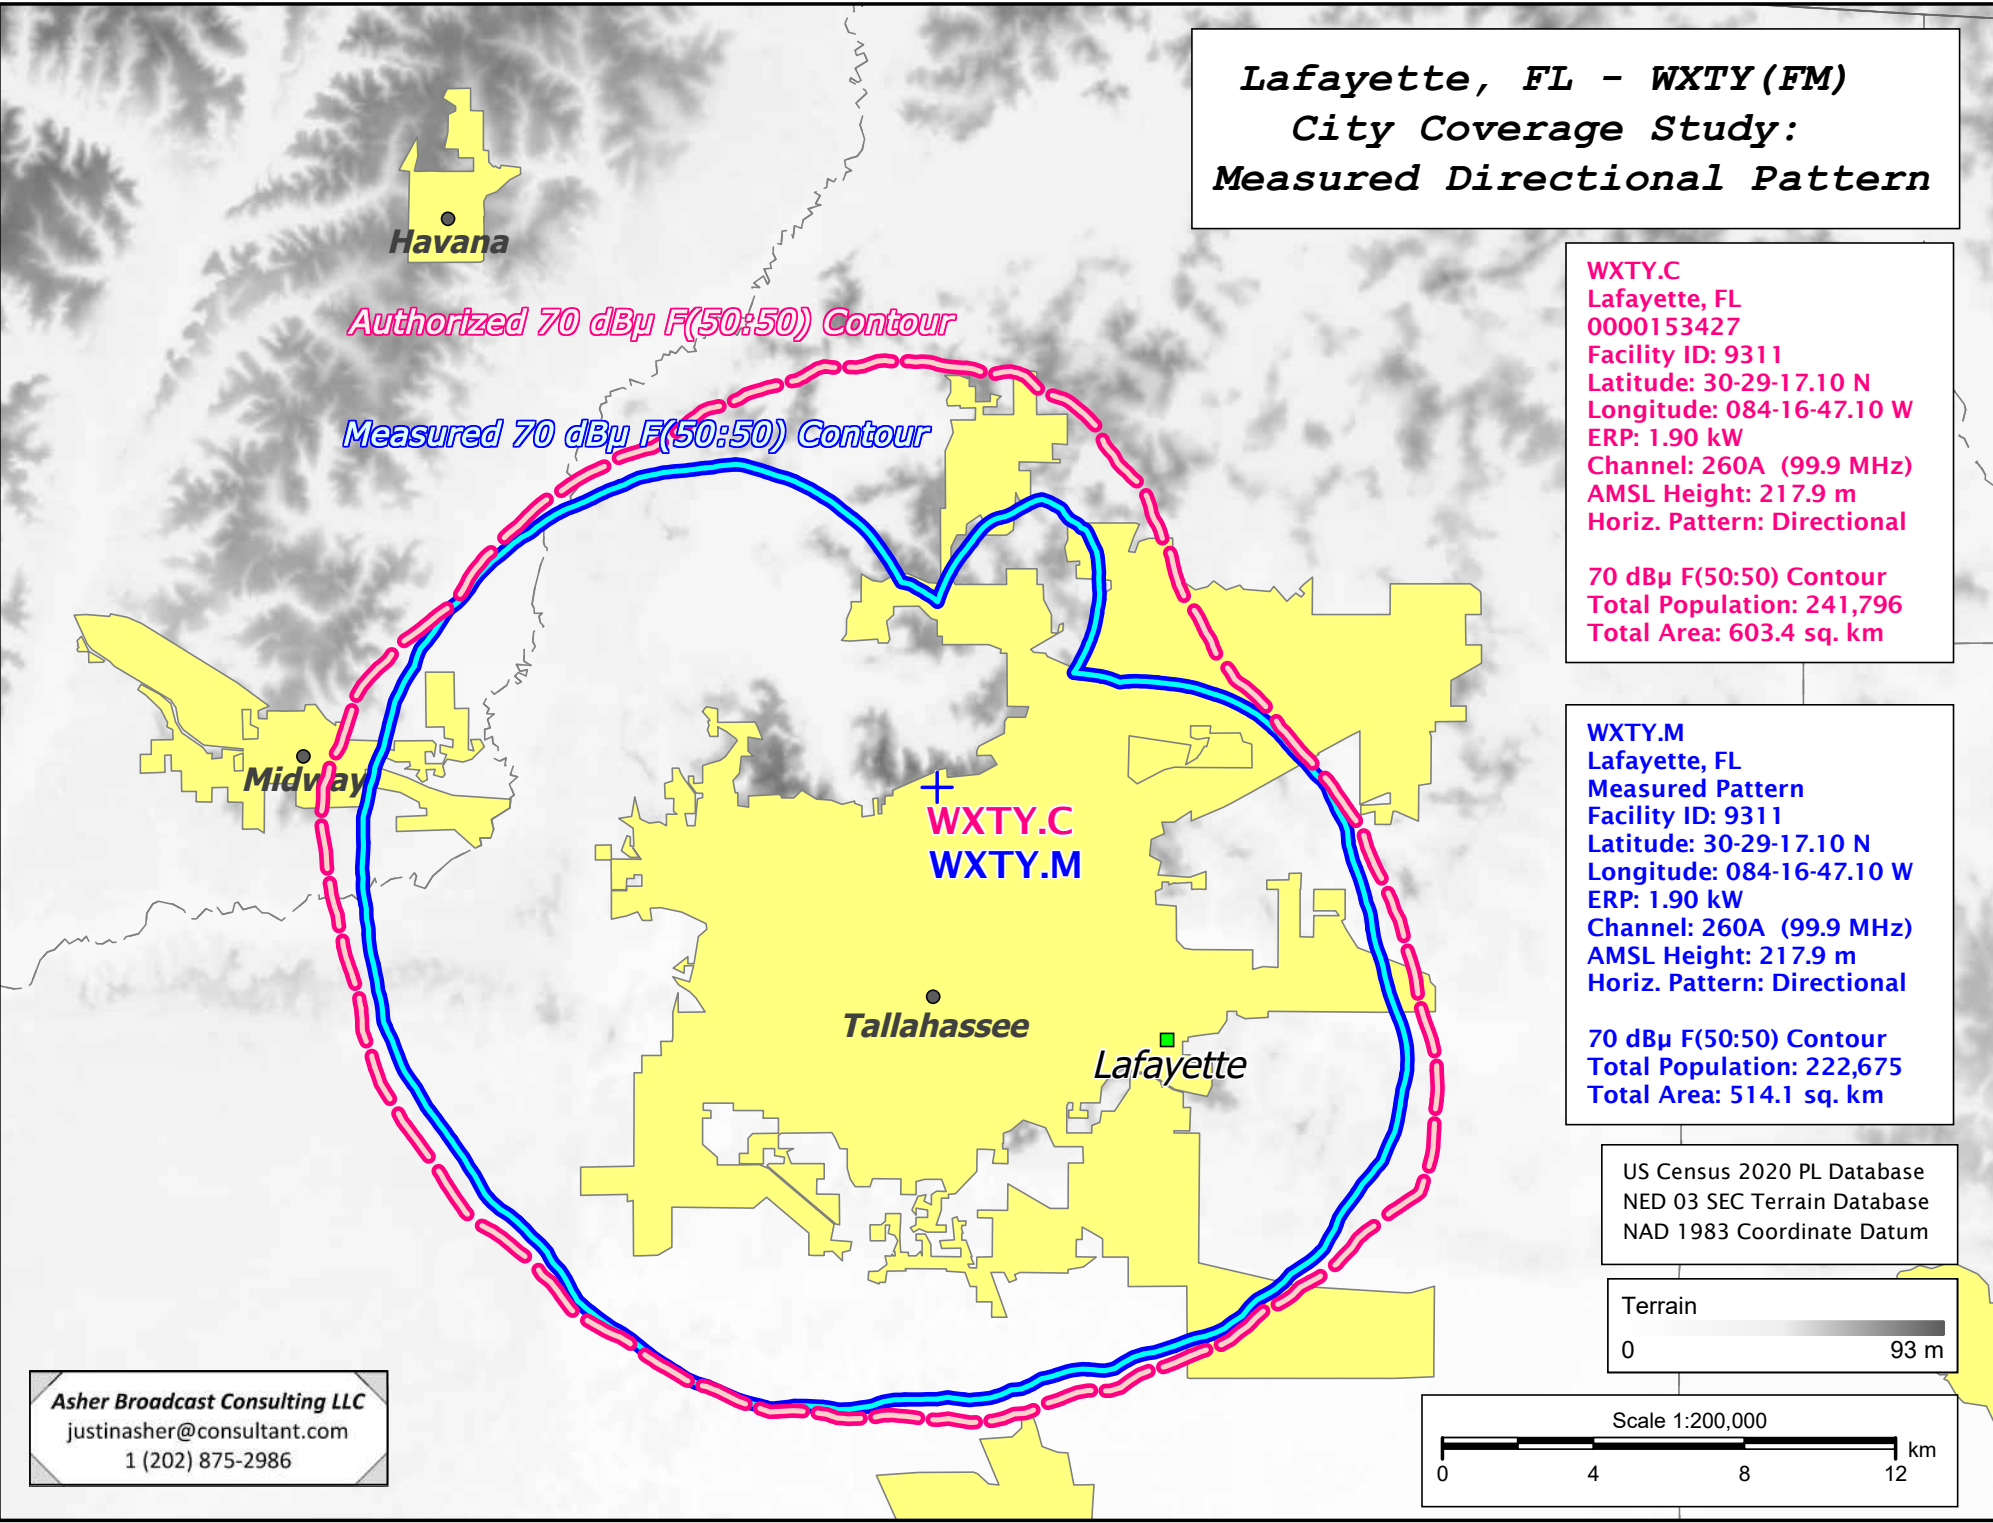 Lafayette, FL - WXTY(FM)
City Coverage Study:
Measured Directional Pattern
Havana
Authorized 70 dBµ F(50:50) Contour
Measured 70 dBµ F(50:50) Contour
Midway
WXTY.C
WXTY.M
Tallahassee
Lafayette
WXTY.C
Lafayette, FL
0000153427
Facility ID: 9311
Latitude: 30-29-17.10 N
Longitude: 084-16-47.10 W
ERP: 1.90 kW
Channel: 260A (99.9 MHz)
AMSL Height: 217.9 m
Horiz. Pattern: Directional
70 dBµ F(50:50) Contour
Total Population: 241,796
Total Area: 603.4 sq. km
WXTY.M
Lafayette, FL
Measured Pattern
Facility ID: 9311
Latitude: 30-29-17.10 N
Longitude: 084-16-47.10 W
ERP: 1.90 kW
Channel: 260A (99.9 MHz)
AMSL Height: 217.9 m
Horiz. Pattern: Directional
70 dBµ F(50:50) Contour
Total Population: 222,675
Total Area: 514.1 sq. km
US Census 2020 PL Database
NED 03 SEC Terrain Database
NAD 1983 Coordinate Datum
Terrain
0 93 m
Scale 1:200,000
km
0 4 8 12
Asher Broadcast Consulting LLC
justinasher@consultant.com
1 (202) 875-2986